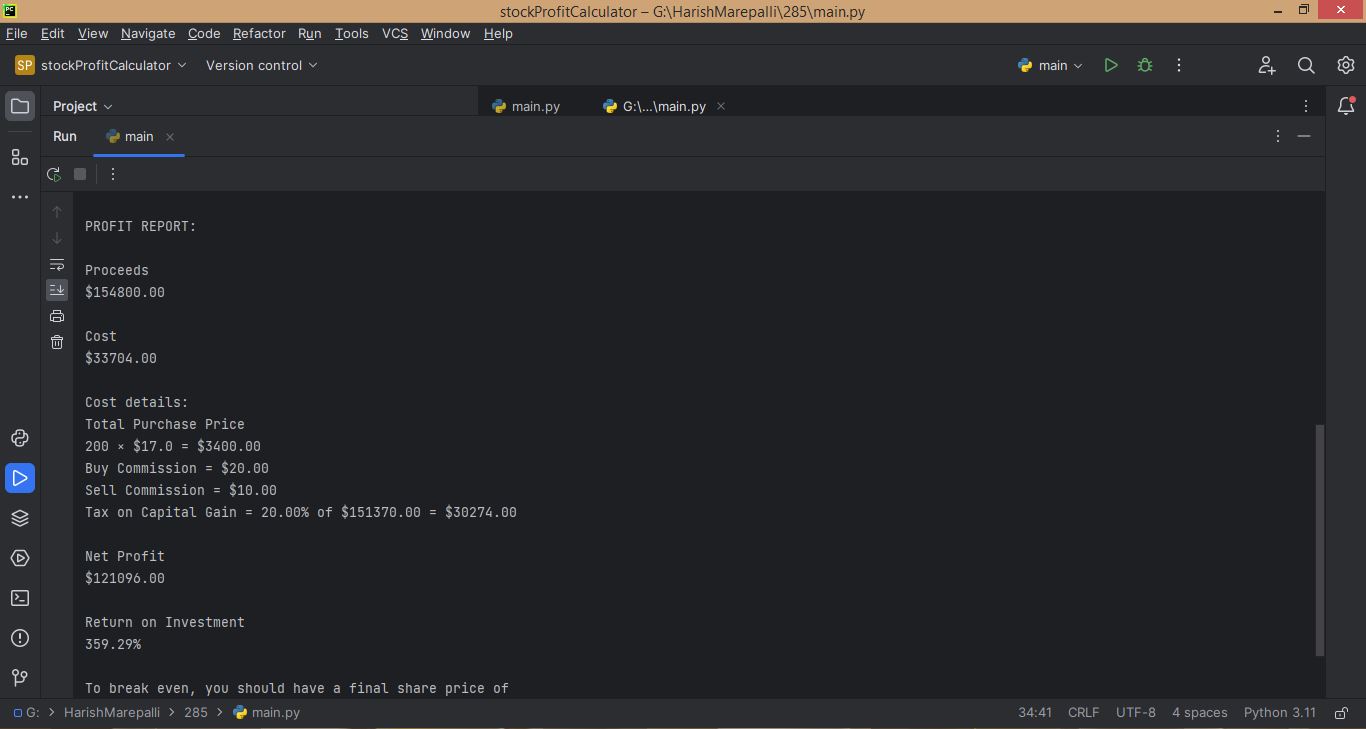 PC
stockProfitCalculator – G:\HarishMarepalli\285\main.py
File Edit View Navigate Code Refactor Run Tools VCS Window Help
SP stockProfitCalculator Version control main
Project main.py G:\...\main.py
Run main
PROFIT REPORT:
Proceeds
$154800.00
Cost
$33704.00
Cost details:
Total Purchase Price
200 × $17.0 = $3400.00
Buy Commission = $20.00
Sell Commission = $10.00
Tax on Capital Gain = 20.00% of $151370.00 = $30274.00
Net Profit
$121096.00
Return on Investment
359.29%
To break even, you should have a final share price of
G: > HarishMarepalli > 285 > main.py 34:41 CRLF UTF-8 4 spaces Python 3.11